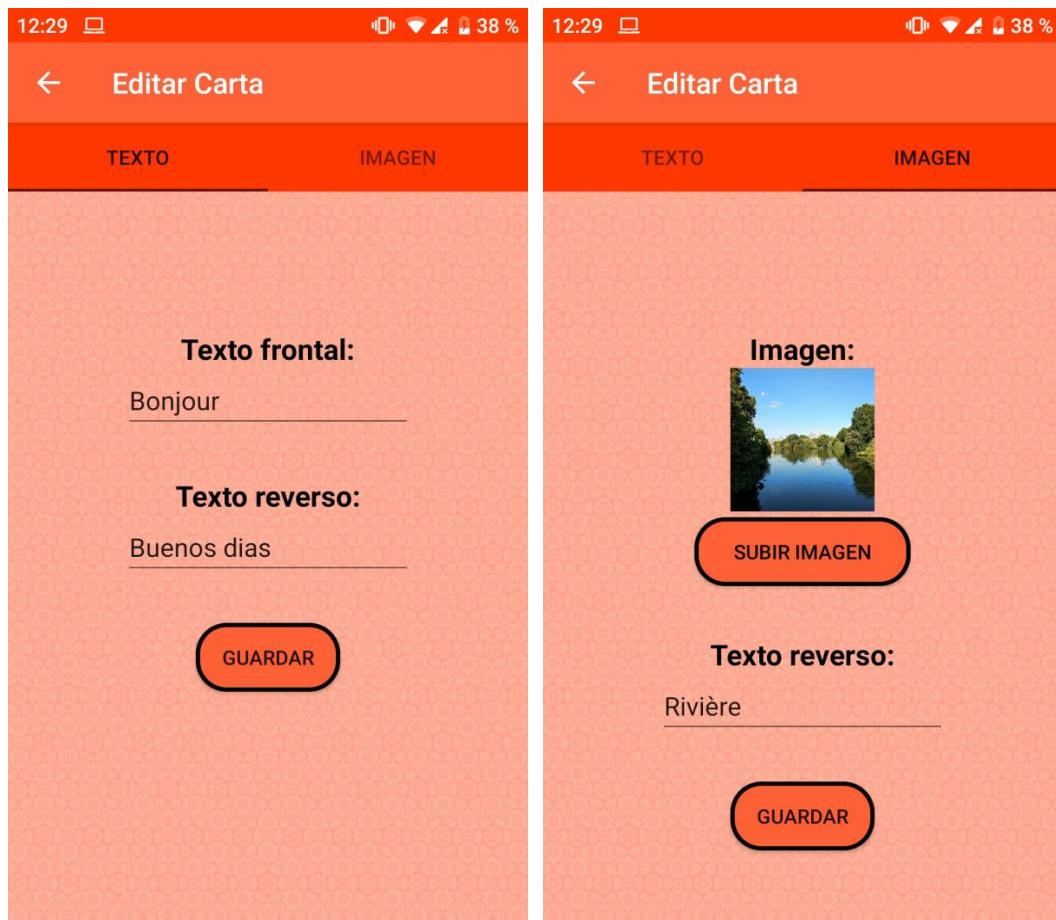 12:29
38 %
Editar Carta
TEXTO
IMAGEN
Texto frontal:
Bonjour
Texto reverso:
Buenos dias
GUARDAR
12:29
38 %
Editar Carta
TEXTO
IMAGEN
Imagen:
SUBIR IMAGEN
Texto reverso:
Rivière
GUARDAR